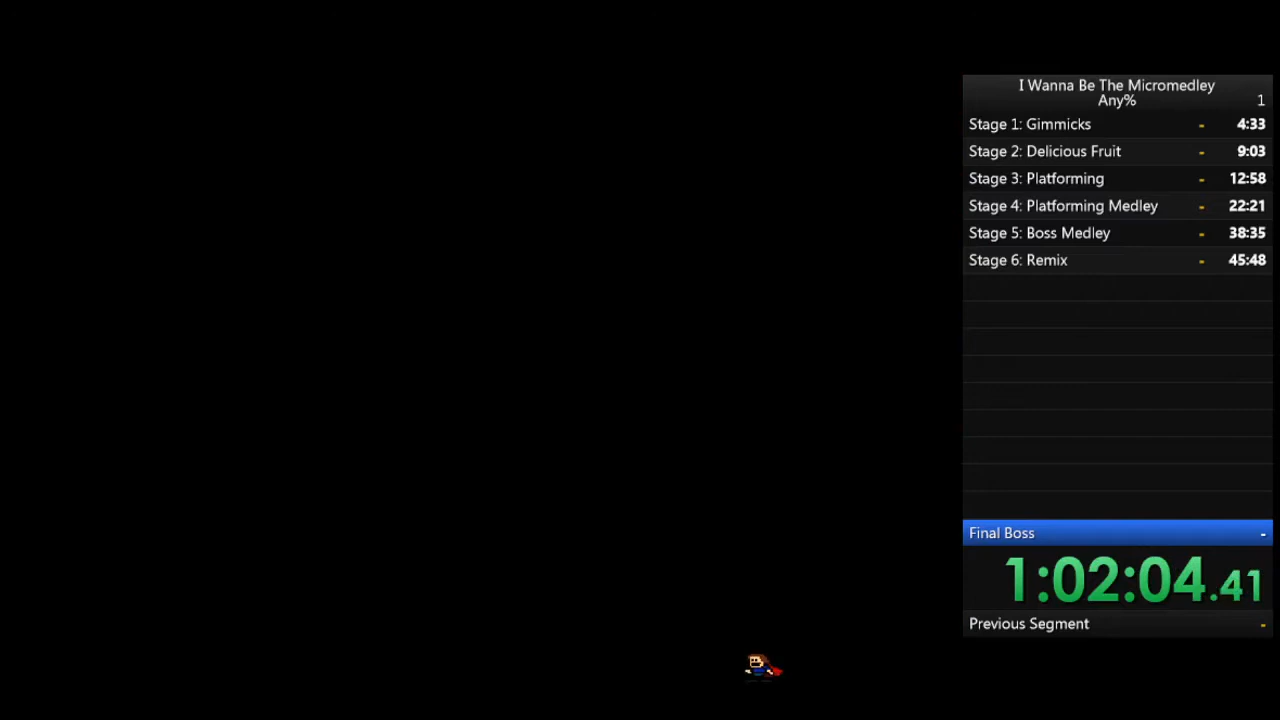 I Wanna Be The Micromedley
Any% 1
Stage 1: Gimmicks - 4:33
Stage 2: Delicious Fruit - 9:03
Stage 3: Platforming - 12:58
Stage 4: Platforming Medley - 22:21
Stage 5: Boss Medley - 38:35
Stage 6: Remix - 45:48
Final Boss -
1:02:04.41
Previous Segment -